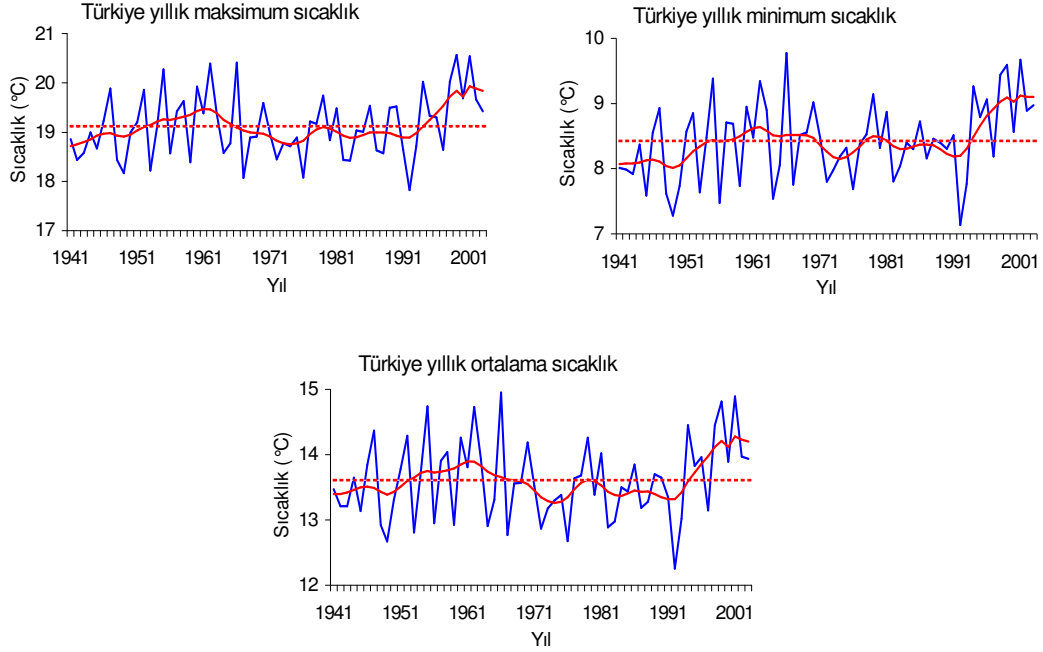 Türkiye yıllık maksimum sıcaklık
21
20
19
18
17
Sıcaklık (°C)
1941 1951 1961 1971 1981 1991 2001
Yıl
Türkiye yıllık minimum sıcaklık
10
9
8
7
Sıcaklık (°C)
1941 1951 1961 1971 1981 1991 2001
Yıl
Türkiye yıllık ortalama sıcaklık
15
14
13
12
Sıcaklık (°C)
1941 1951 1961 1971 1981 1991 2001
Yıl